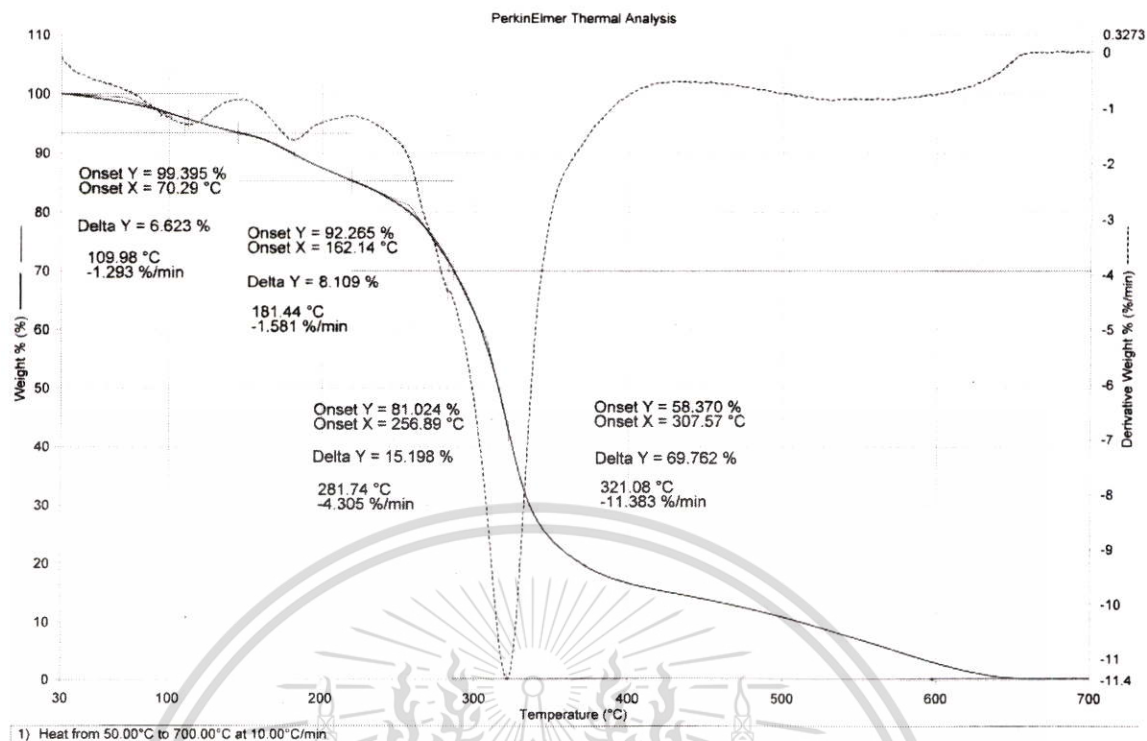 PerkinElmer Thermal Analysis
110
100
90
80
70
60
50
40
30
20
10
0
Weight % (%)
Onset Y = 99.395 %
Onset X = 70.29 °C
Delta Y = 6.623 %
109.98 °C
-1.293 %/min
Onset Y = 92.265 %
Onset X = 162.14 °C
Delta Y = 8.109 %
181.44 °C
-1.581 %/min
Onset Y = 81.024 %
Onset X = 256.89 °C
Delta Y = 15.198 %
281.74 °C
-4.305 %/min
Onset Y = 58.370 %
Onset X = 307.57 °C
Delta Y = 69.762 %
321.08 °C
-11.383 %/min
0.3273
0
-1
-2
-3
-4
-5
-6
-7
-8
-9
-10
-11
-11.4
Derivative Weight % (%/min)
30 100 200 300 400 500 600 700
Temperature (°C)
1) Heat from 50.00°C to 700.00°C at 10.00°C/min